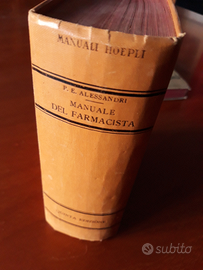 MANUALI HOEPLI
P. E. ALESSANDRI
MANUALE
DEL FARMACISTA
subito